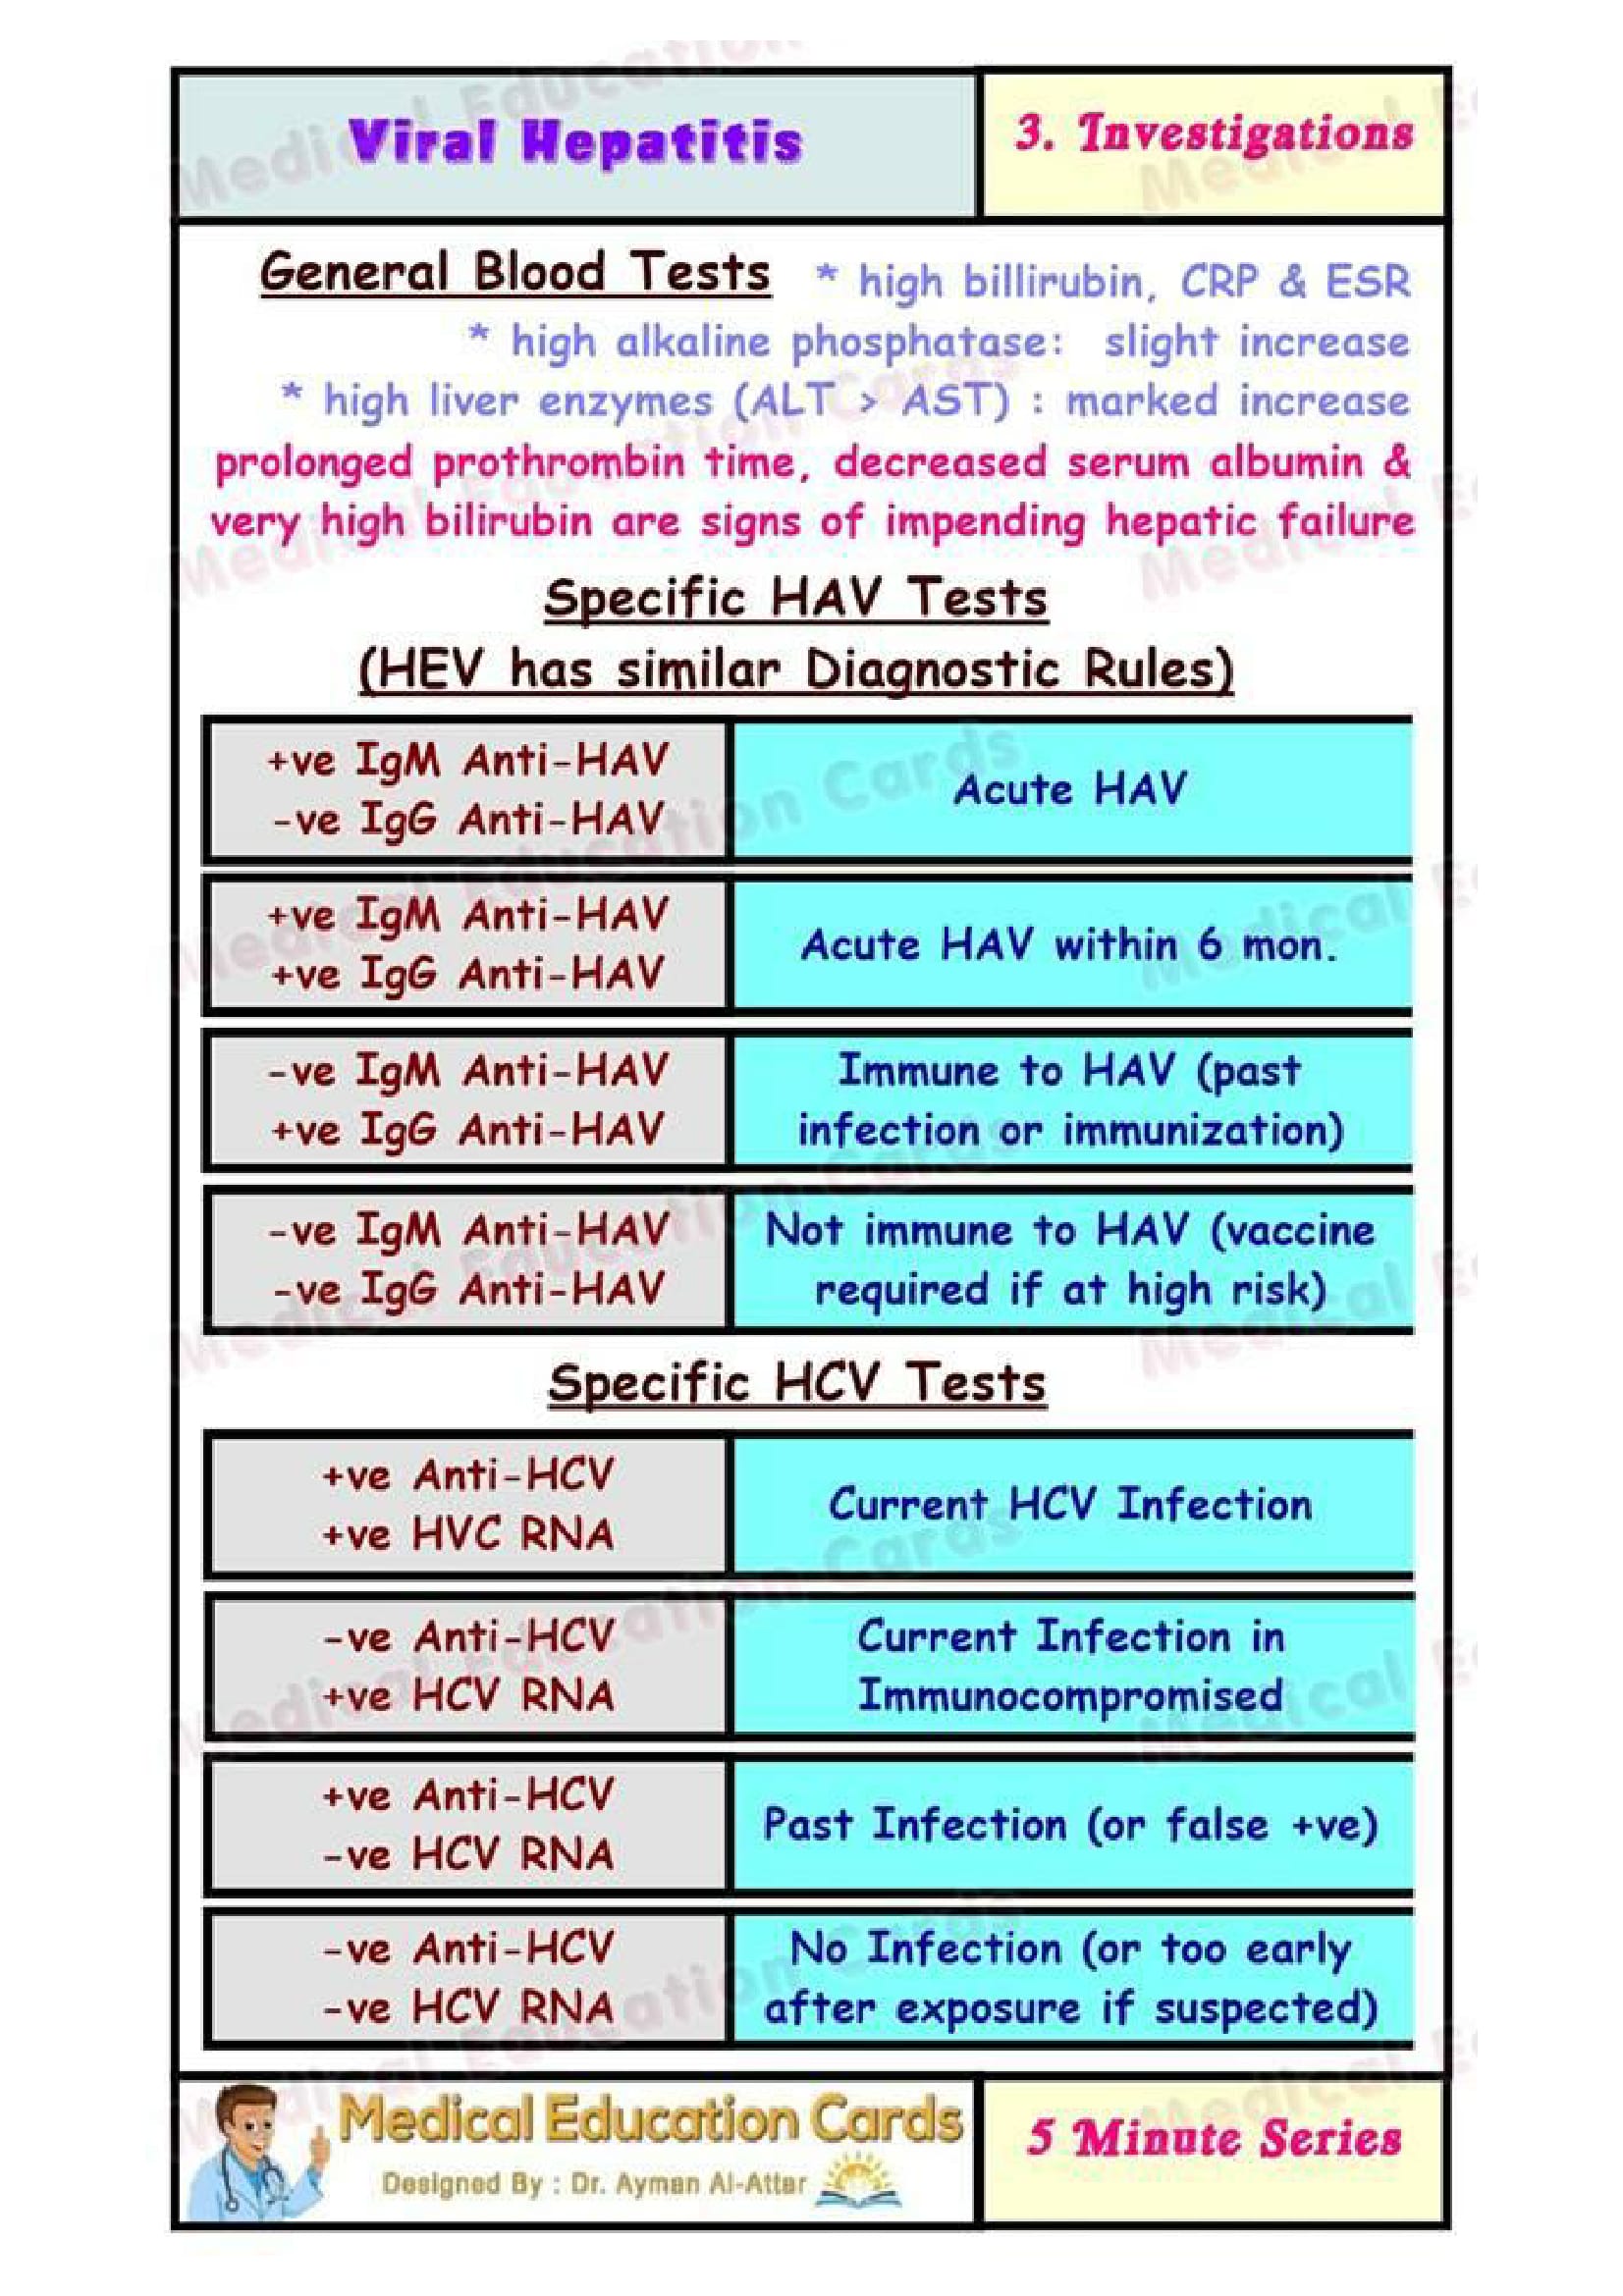 Viral Hepatitis
3. Investigations
General Blood Tests * high billirubin, CRP & ESR
* high alkaline phosphatase: slight increase
* high liver enzymes (ALT > AST) : marked increase
prolonged prothrombin time, decreased serum albumin &
very high bilirubin are signs of impending hepatic failure
Specific HAV Tests
(HEV has similar Diagnostic Rules)
+ve IgM Anti-HAV
-ve IgG Anti-HAV
Acute HAV
+ve IgM Anti-HAV
+ve IgG Anti-HAV
Acute HAV within 6 mon.
-ve IgM Anti-HAV
+ve IgG Anti-HAV
Immune to HAV (past
infection or immunization)
-ve IgM Anti-HAV
-ve IgG Anti-HAV
Not immune to HAV (vaccine
required if at high risk)
Specific HCV Tests
+ve Anti-HCV
+ve HVC RNA
Current HCV Infection
-ve Anti-HCV
+ve HCV RNA
Current Infection in
Immunocompromised
+ve Anti-HCV
-ve HCV RNA
Past Infection (or false +ve)
-ve Anti-HCV
-ve HCV RNA
No Infection (or too early
after exposure if suspected)
Medical Education Cards
Designed By : Dr. Ayman Al-Attar
5 Minute Series